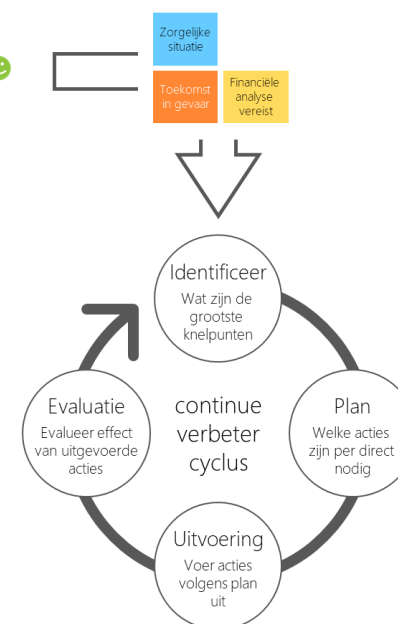 Zorgelijke
situatie
Toekomst
in gevaar
Financiële
analyse
vereist
Identificeer
Wat zijn de
grootste
knelpunten
Plan
Welke acties
zijn per direct
nodig
Uitvoering
Voer acties
volgens plan
uit
Evaluatie
Evalueer effect
van uitgevoerde
acties
continue
verbeter
cyclus